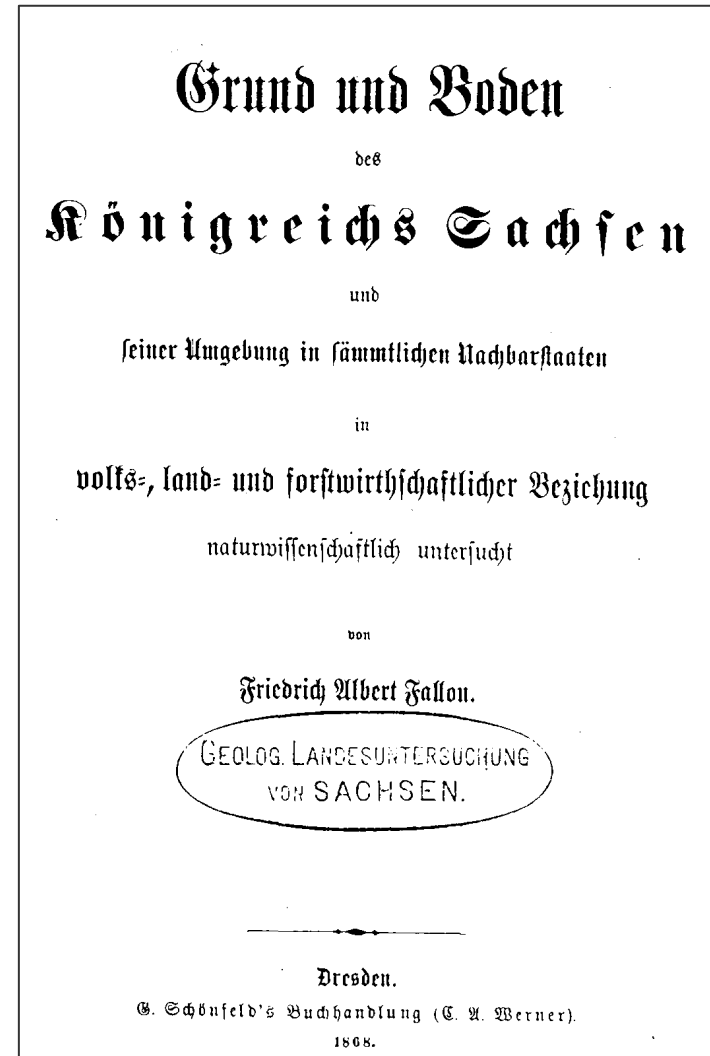 Grund und Boden
des
Königreichs Sachsen
und
seiner Umgebung in sämmtlichen Nachbarstaaten
in
volks-, land- und forstwirthschaftlicher Beziehung
naturwissenschaftlich untersucht
von
Friedrich Albert Fallou.
GEOLOG. LANDESUNTERSUCHUNG
VON SACHSEN.
Dresden.
G. Schönfeld's Buchhandlung (C. A. Werner).
1868.